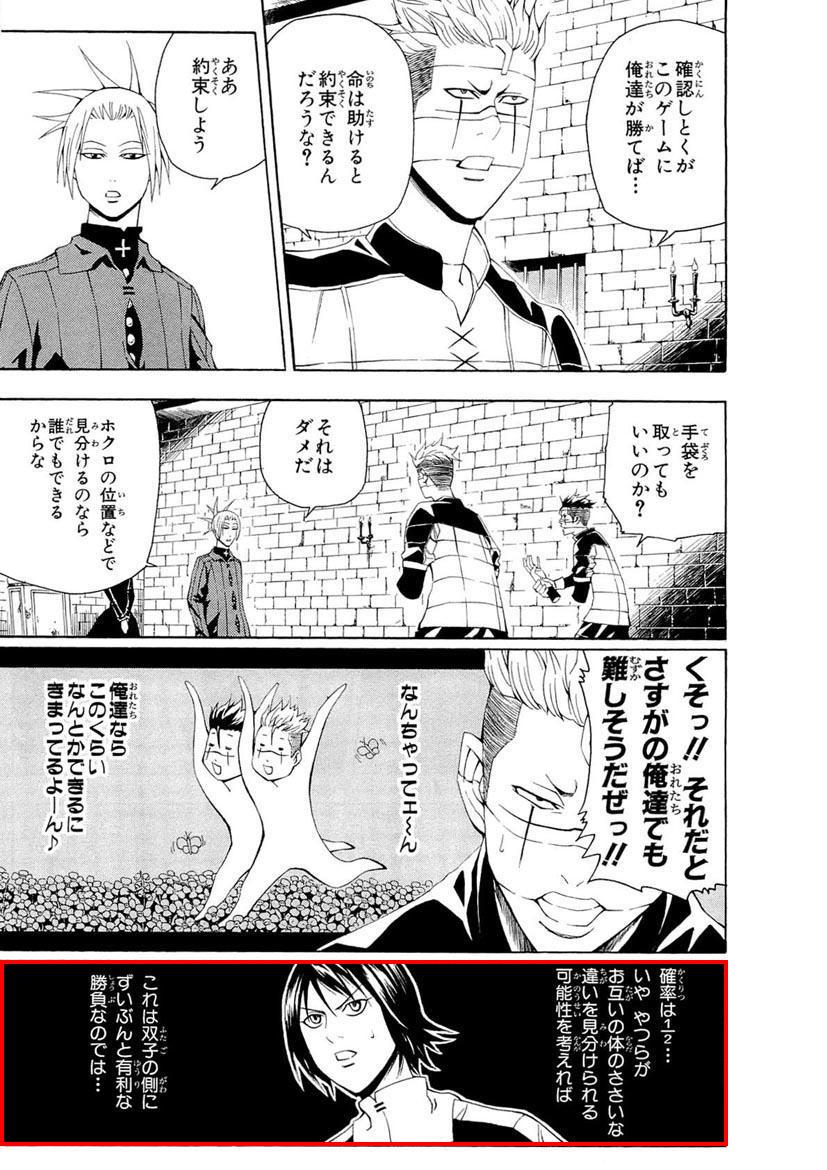 確認しとくが
このゲームに
俺達が勝てば…
命は助けると
約束できるん
だろうな?
ああ
約束しよう
手袋を
取っても
いいのか?
それは
ダメだ
ホクロの位置などで
見分けるのなら
誰でもできる
からな
くそっ!!それだと
さすがの俺達でも
難しそうだぜっ!!
なんちゃってェ〜ん
俺達なら
このくらい
なんとかできるに
きまってるよーん♪
確率は½…
いや やつらが
お互いの体のささいな
違いを見分けられる
可能性を考えれば
これは双子の側に
ずいぶんと有利な
勝負なのでは…